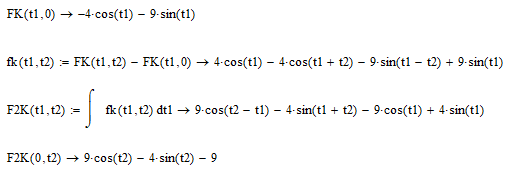 FK(t1,0) → −4·cos(t1) − 9·sin(t1)
fk(t1,t2) := FK(t1,t2) − FK(t1,0) → 4·cos(t1) − 4·cos(t1 + t2) − 9·sin(t1 − t2) + 9·sin(t1)
F2K(t1,t2) := ∫ fk(t1,t2) dt1 → 9·cos(t2 − t1) − 4·sin(t1 + t2) − 9·cos(t1) + 4·sin(t1)
F2K(0,t2) → 9·cos(t2) − 4·sin(t2) − 9